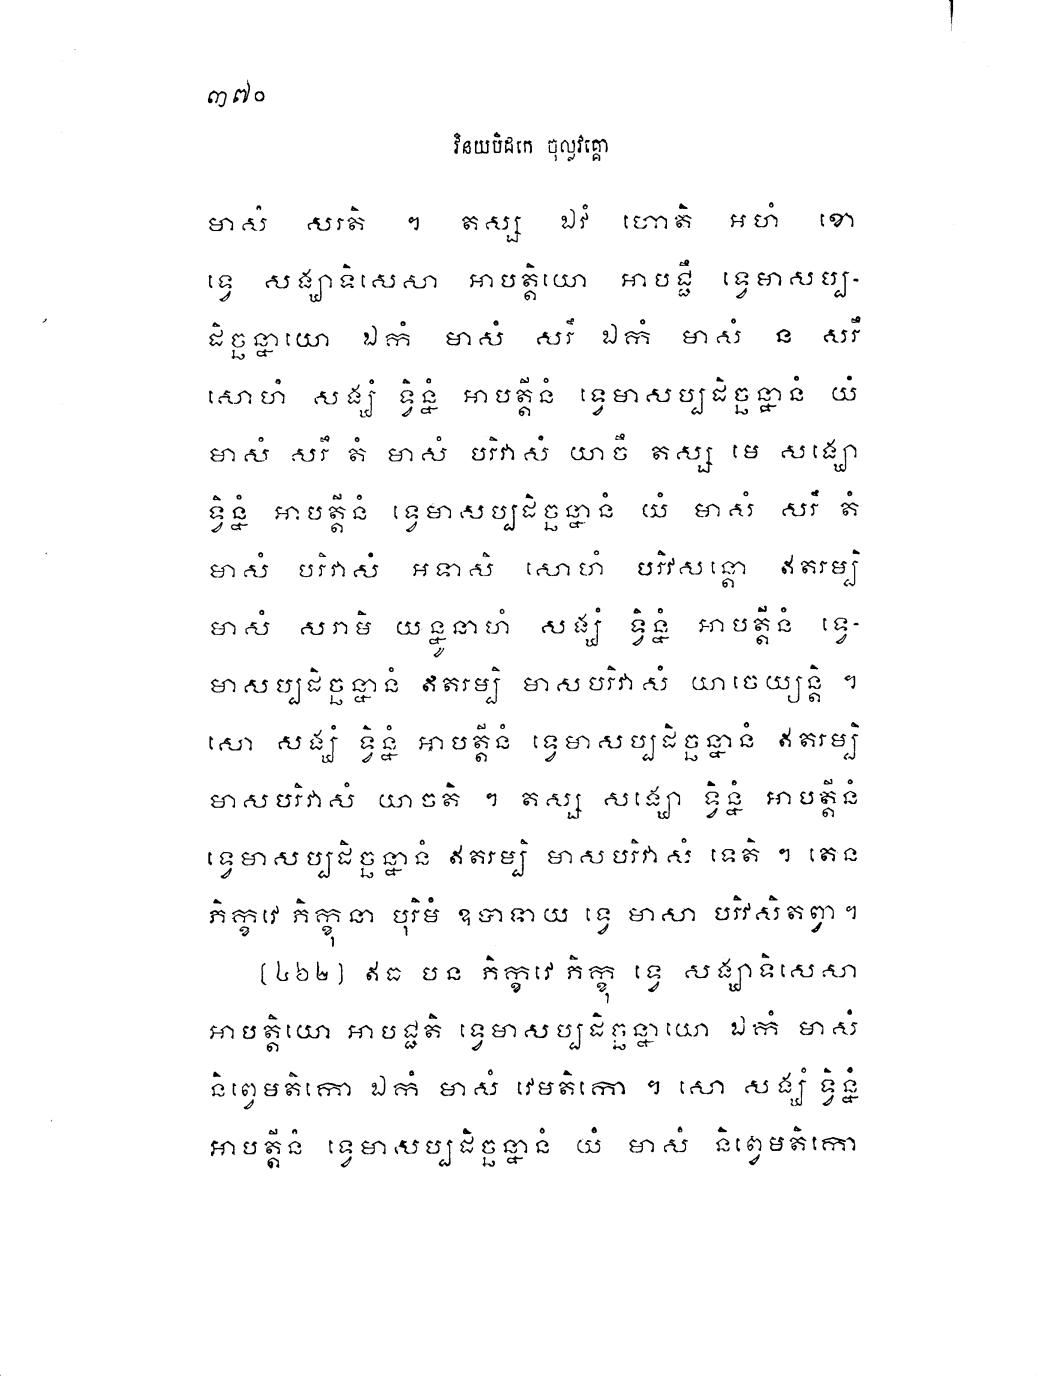 ៣៧០
វិនយបិដកេ ចុល្លវគ្គោ
មាសំ សរតិ ។ តស្ស ឯវំ ហោតិ អហំ ខោ
ទ្វេ សង្ឃាទិសេសា អាបត្តិយោ អាបជ្ជឹ ទ្វេមាសប្ប-
ដិច្ឆន្នាយោ ឯកំ មាសំ សរឹ ឯកំ មាសំ ន សរឹ
សោហំ សង្ឃំ ទ្វិន្នំ អាបត្តីនំ ទ្វេមាសប្បដិច្ឆន្នានំ យំ
មាសំ សរឹ តំ មាសំ បរិវាសំ យាចឹ តស្ស មេ សង្ឃោ
ទ្វិន្នំ អាបត្តីនំ ទ្វេមាសប្បដិច្ឆន្នានំ យំ មាសំ សរឹ តំ
មាសំ បរិវាសំ អទាសិ សោហំ បរិវសន្តោ ឥតរម្បិ
មាសំ សរាមិ យន្នូនាហំ សង្ឃំ ទ្វិន្នំ អាបត្តីនំ ទ្វេ-
មាសប្បដិច្ឆន្នានំ ឥតរម្បិ មាសបរិវាសំ យាចេយ្យន្តិ ។
សោ សង្ឃំ ទ្វិន្នំ អាបត្តីនំ ទ្វេមាសប្បដិច្ឆន្នានំ ឥតរម្បិ
មាសបរិវាសំ យាចតិ ។ តស្ស សង្ឃោ ទ្វិន្នំ អាបត្តីនំ
ទ្វេមាសប្បដិច្ឆន្នានំ ឥតរម្បិ មាសបរិវាសំ ទេតិ ។ តេន
ភិក្ខវេ ភិក្ខុនា បុរិមំ ឧបាទាយ ទ្វេ មាសា បរិវសិតព្វា ។
(៤៦២) ឥធ បន ភិក្ខវេ ភិក្ខុ ទ្វេ សង្ឃាទិសេសា
អាបត្តិយោ អាបជ្ជតិ ទ្វេមាសប្បដិច្ឆន្នាយោ ឯកំ មាសំ
និព្វេមតិកោ ឯកំ មាសំ វេមតិកោ ។ សោ សង្ឃំ ទ្វិន្នំ
អាបត្តីនំ ទ្វេមាសប្បដិច្ឆន្នានំ យំ មាសំ និព្វេមតិកោ